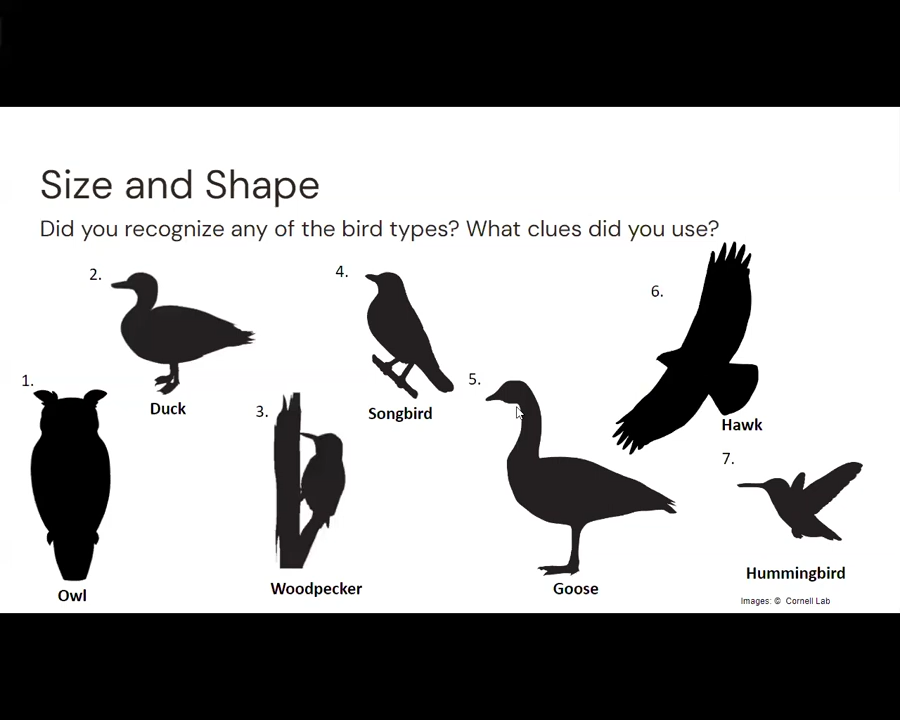 Size and Shape
Did you recognize any of the bird types? What clues did you use?
1.
Owl
2.
Duck
3.
Woodpecker
4.
Songbird
5.
Goose
6.
Hawk
7.
Hummingbird
Images: © Cornell Lab